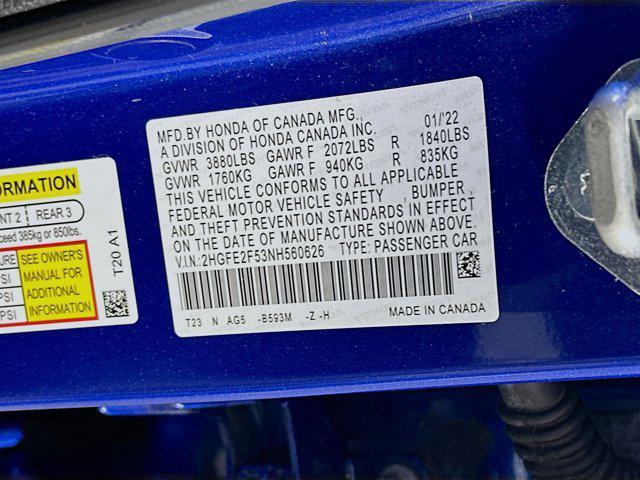 MFD.BY HONDA OF CANADA MFG., 01/'22
A DIVISION OF HONDA CANADA INC.
GVWR 3880LBS GAWR F 2072LBS R 1840LBS
GVWR 1760KG GAWR F 940KG R 835KG
THIS VEHICLE CONFORMS TO ALL APPLICABLE
FEDERAL MOTOR VEHICLE SAFETY , BUMPER ,
AND THEFT PREVENTION STANDARDS IN EFFECT
ON THE DATE OF MANUFACTURE SHOWN ABOVE.
V.I.N: 2HGFE2F53NH560626 TYPE: PASSENGER CAR
T23 N AG5 -B593M -Z -H MADE IN CANADA
ORMATION
NT 2 REAR 3
ceed 385kg or 850lbs.
URE SEE OWNER'S
PSI MANUAL FOR
PSI ADDITIONAL
PSI INFORMATION
T20 A1